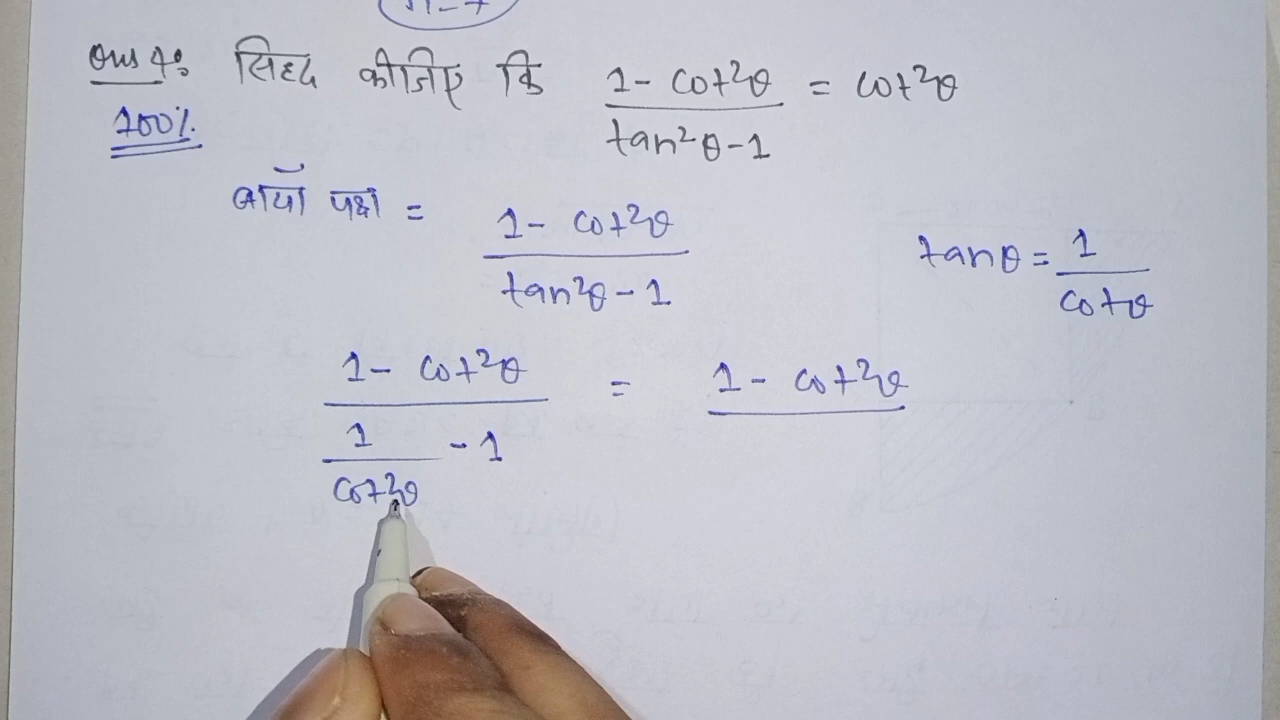 Ques 4: सिद्ध कीजिए कि (1 - cot²θ)/(tan²θ - 1) = cot²θ
100%
बायाँ पक्ष = (1 - cot²θ)/(tan²θ - 1)
tanθ = 1/cotθ
(1 - cot²θ)/(1/cot²θ - 1) = 1 - cot²θ